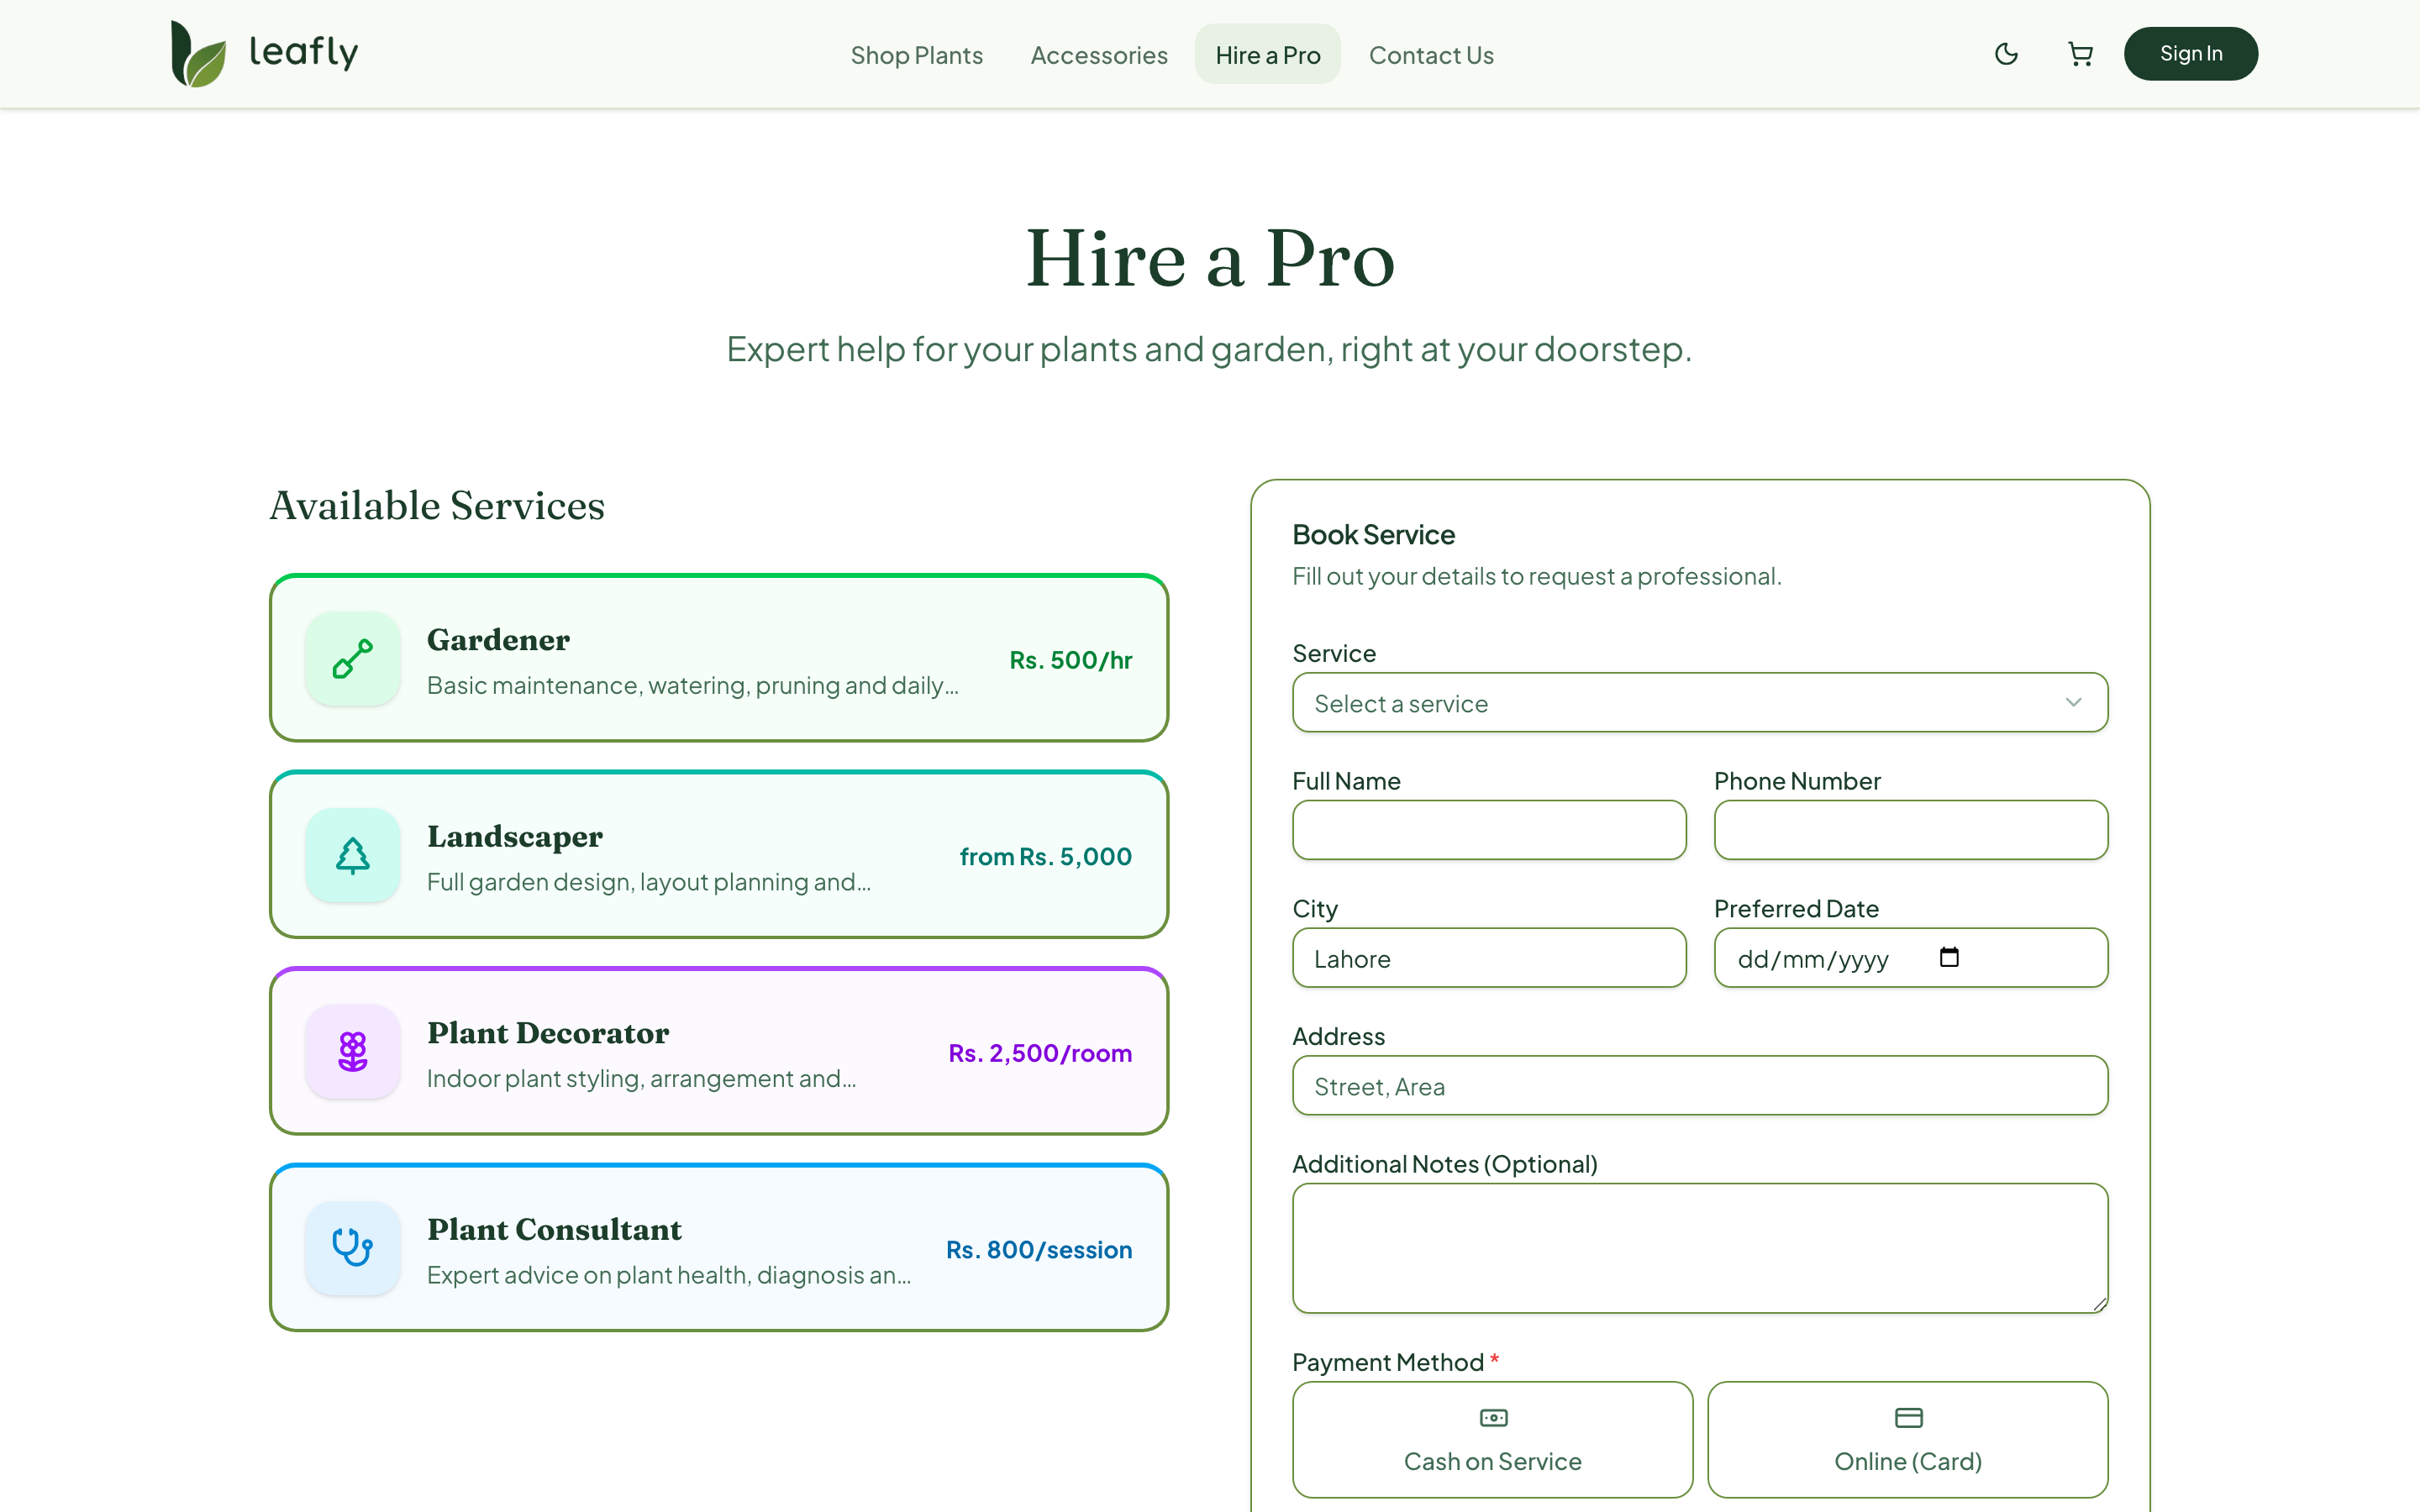 leafly
Shop Plants
Accessories
Hire a Pro
Contact Us
Sign In
Hire a Pro
Expert help for your plants and garden, right at your doorstep.
Available Services
Gardener
Basic maintenance, watering, pruning and daily...
Rs. 500/hr
Landscaper
Full garden design, layout planning and...
from Rs. 5,000
Plant Decorator
Indoor plant styling, arrangement and...
Rs. 2,500/room
Plant Consultant
Expert advice on plant health, diagnosis an...
Rs. 800/session
Book Service
Fill out your details to request a professional.
Service
Select a service
Full Name
Phone Number
City
Lahore
Preferred Date
dd/mm/yyyy
Address
Street, Area
Additional Notes (Optional)
Payment Method *
Cash on Service
Online (Card)